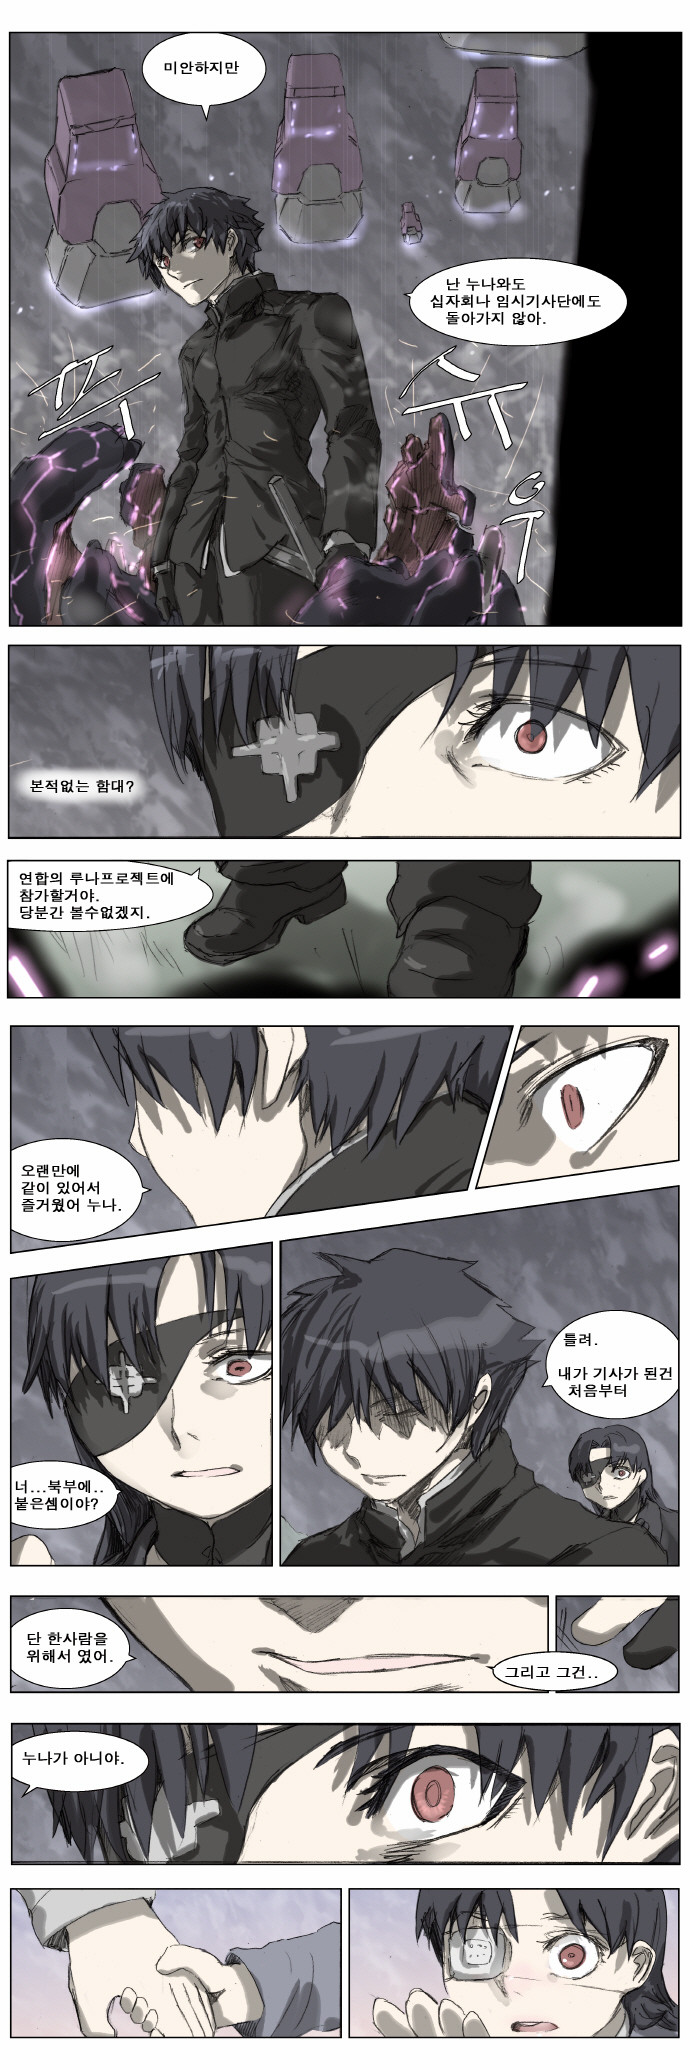 미안하지만
난 누나와도
십자회나 임시기사단에도
돌아가지 않아.
푹
슈
우
본적없는 함대?
연합의 루나프로젝트에
참가할거야.
당분간 볼수없겠지.
오랜만에
같이 있어서
즐거웠어 누나.
너...북부에..
붙은셈이야?
틀려.
내가 기사가 된건
처음부터
단 한사람을
위해서 였어.
그리고 그건..
누나가 아니야.